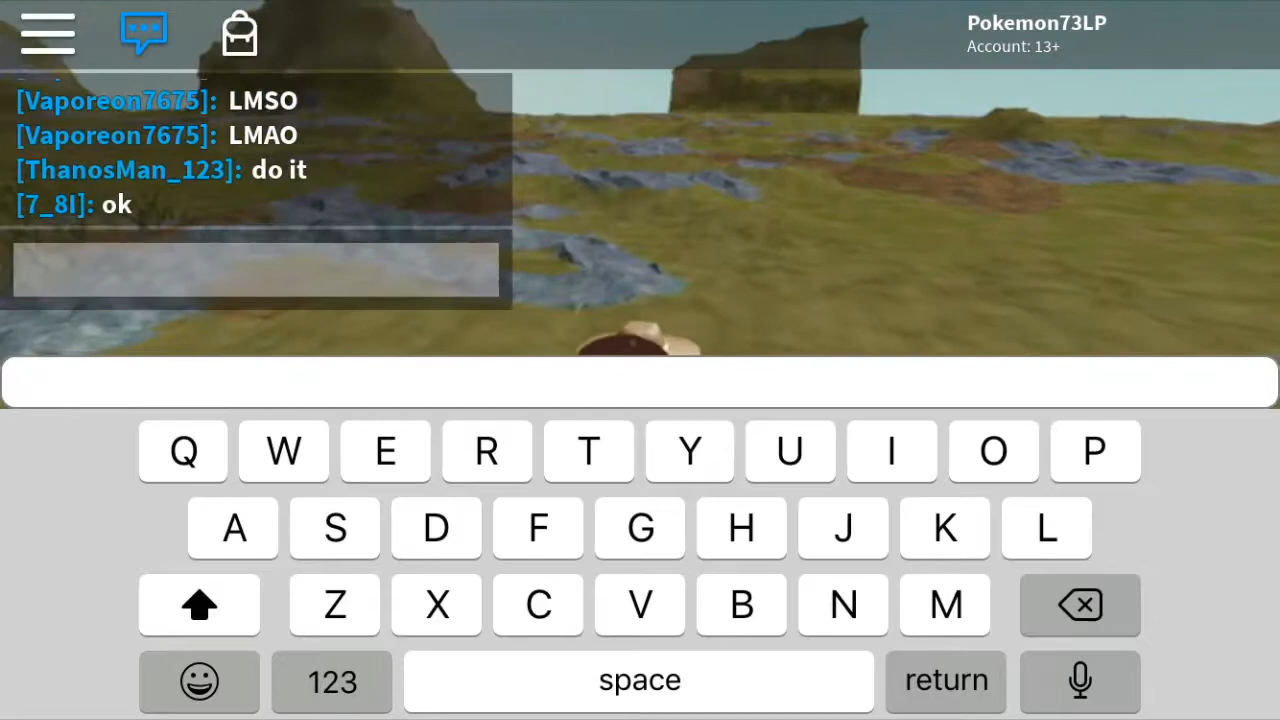 Pokemon73LP
Account: 13+
[Vaporeon7675]: LMSO
[Vaporeon7675]: LMAO
[ThanosMan_123]: do it
[7_8I]: ok
Q W E R T Y U I O P
A S D F G H J K L
Z X C V B N M
123 space return